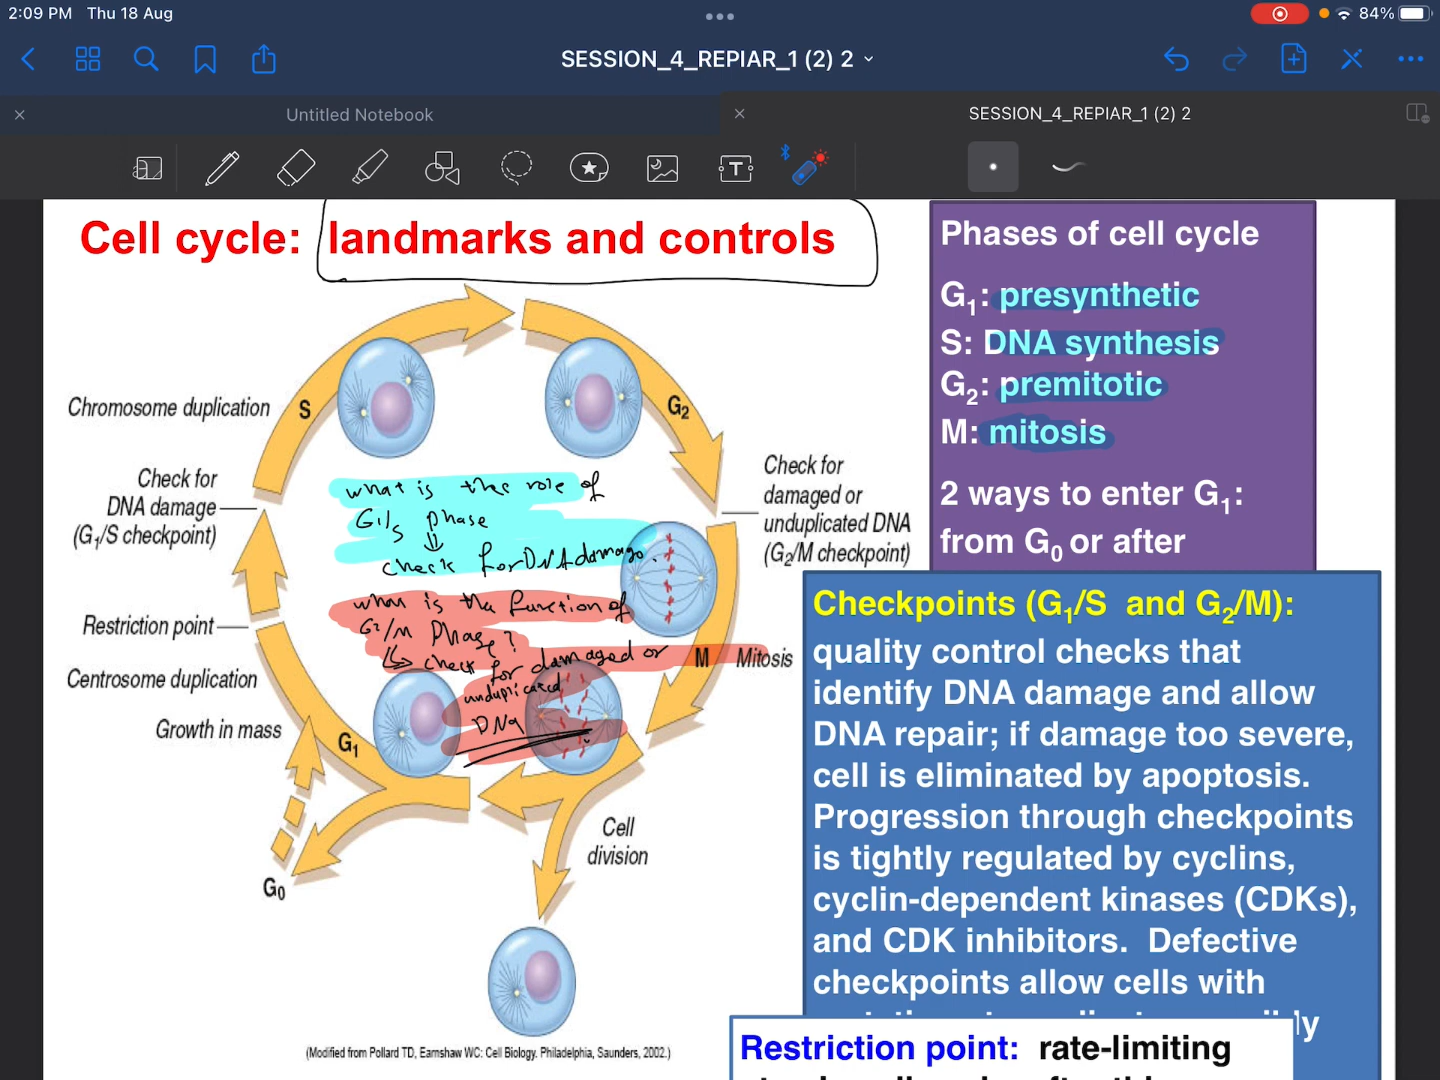 2:09 PM Thu 18 Aug
84%
SESSION_4_REPIAR_1 (2) 2
Untitled Notebook
SESSION_4_REPIAR_1 (2) 2
Cell cycle: landmarks and controls
Chromosome duplication
S
G2
Check for
DNA damage
(G1/S checkpoint)
Check for
damaged or
unduplicated DNA
(G2/M checkpoint)
what is the role of
G1/S phase
check for DNA damage.
what is the function of
G2/M Phase?
check for damaged or
unduplicated
DNA
Restriction point
Centrosome duplication
Growth in mass
G1
M Mitosis
Cell
division
G0
(Modified from Pollard TD, Earnshaw WC: Cell Biology. Philadelphia, Saunders, 2002.)
Phases of cell cycle
G1: presynthetic
S: DNA synthesis
G2: premitotic
M: mitosis
2 ways to enter G1:
from G0 or after
Checkpoints (G1/S and G2/M):
quality control checks that
identify DNA damage and allow
DNA repair; if damage too severe,
cell is eliminated by apoptosis.
Progression through checkpoints
is tightly regulated by cyclins,
cyclin-dependent kinases (CDKs),
and CDK inhibitors. Defective
checkpoints allow cells with
Restriction point: rate-limiting